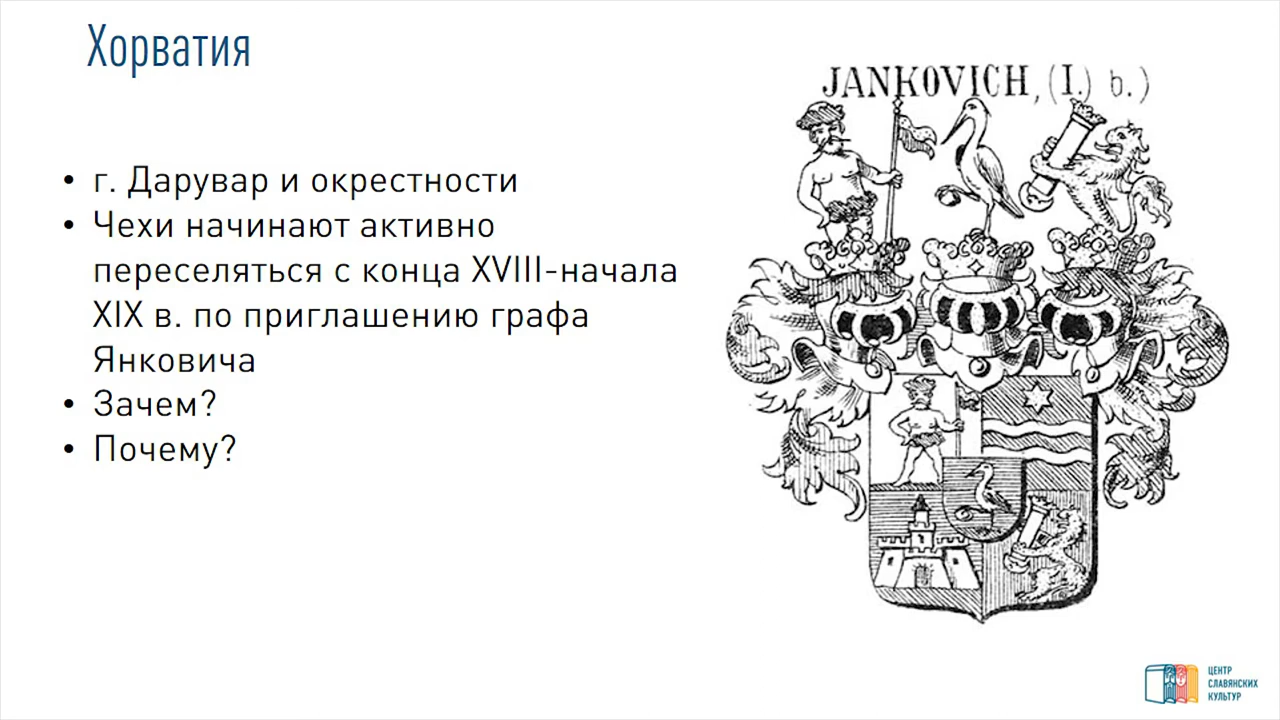 Хорватия
JANKOVICH, (I.) b.)
• г. Дарувар и окрестности
• Чехи начинают активно
переселяться с конца XVIII-начала
XIX в. по приглашению графа
Янковича
• Зачем?
• Почему?
ЦЕНТР
СЛАВЯНСКИХ
КУЛЬТУР